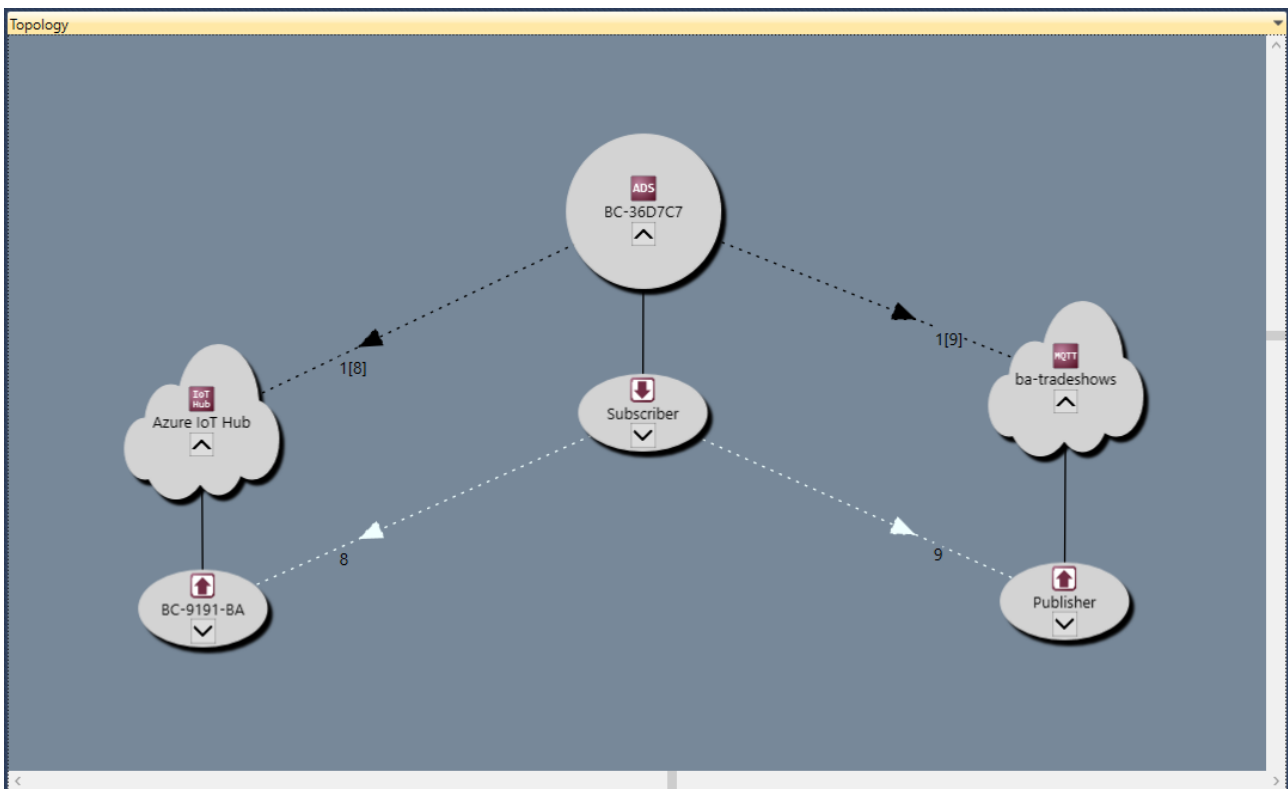 Topology
ADS
BC-36D7C7
1[8]
1[9]
MQTT
ba-tradeshows
IoT
Hub
Azure IoT Hub
Subscriber
8
9
BC-9191-BA
Publisher